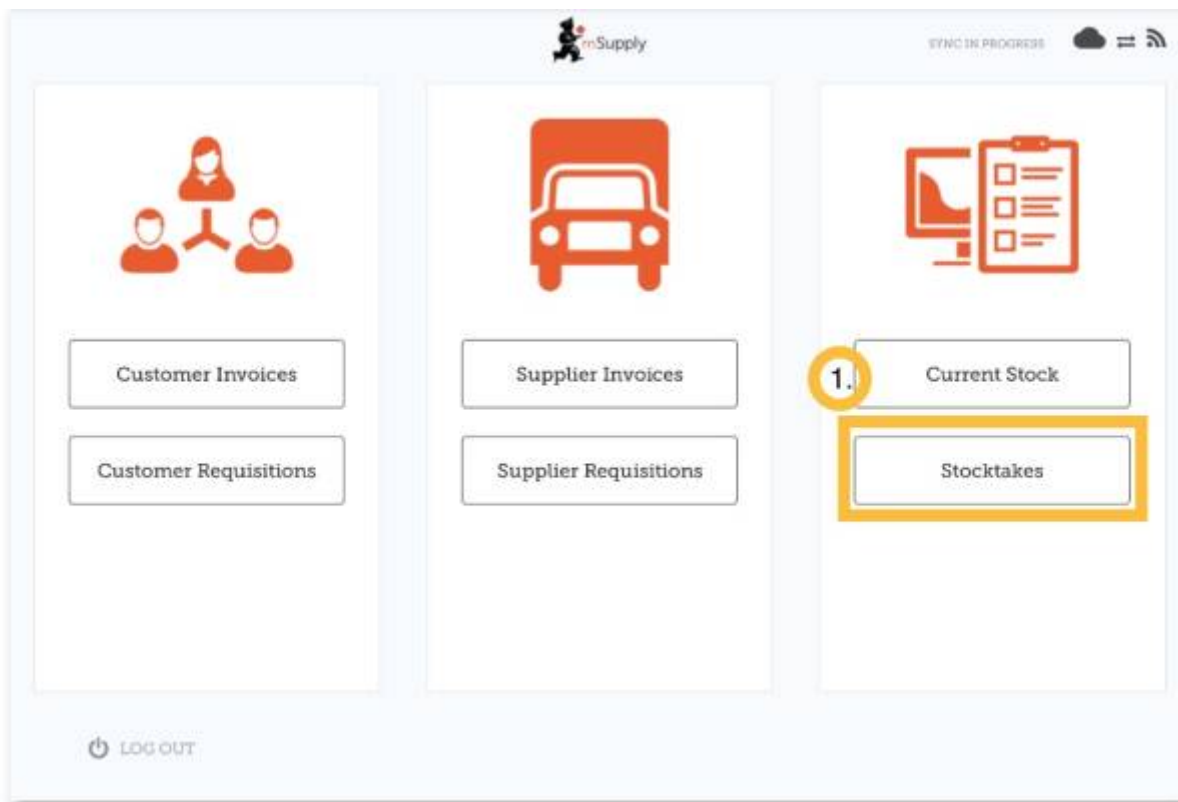 mSupply
SYNC IN PROGRESS
Customer Invoices
Supplier Invoices
1.
Current Stock
Customer Requisitions
Supplier Requisitions
Stocktakes
LOG OUT